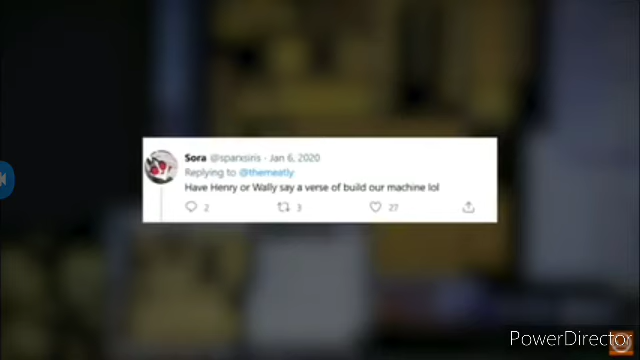 Sora @sparxsiris · Jan 6, 2020
Replying to @themeatly
Have Henry or Wally say a verse of build our machine lol
2 3 27
PowerDirector